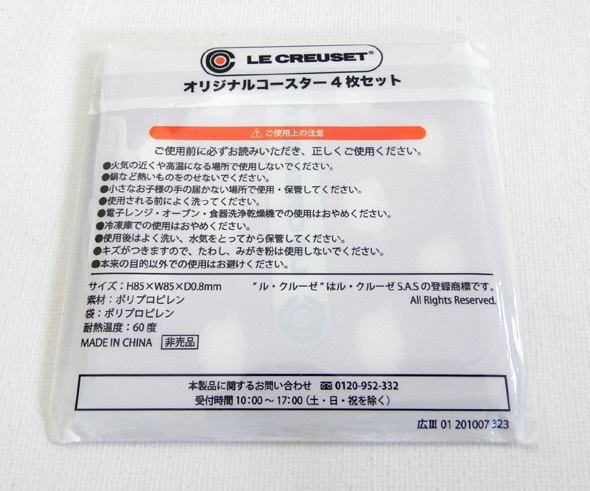 LE CREUSET®
オリジナルコースター4枚セット
⚠ご使用上の注意
ご使用前に必ずお読みいただき、正しくご使用ください。
●火気の近くや高温になる場所で使用しないでください。
●鍋など熱いものをのせないでください。
●小さなお子様の手の届かない場所で使用・保管してください。
●使用される前によく洗ってください。
●電子レンジ・オーブン・食器洗浄乾燥機での使用はおやめください。
●冷凍庫での使用はおやめください。
●使用後はよく洗い、水気をとってから保管してください。
●キズがつきますので、たわし、みがき粉は使用しないでください。
●本来の目的以外での使用はお避けください。
サイズ：H85×W85×D0.8mm "ル・クルーゼ"はル・クルーゼ S.A.S の登録商標です。
素材：ポリプロピレン All Rights Reserved.
袋：ポリプロピレン
耐熱温度：60度
MADE IN CHINA 非売品
本製品に関するお問い合わせ 0120-952-332
受付時間 10:00～17:00（土・日・祝を除く）
広Ⅲ 01 201007 323